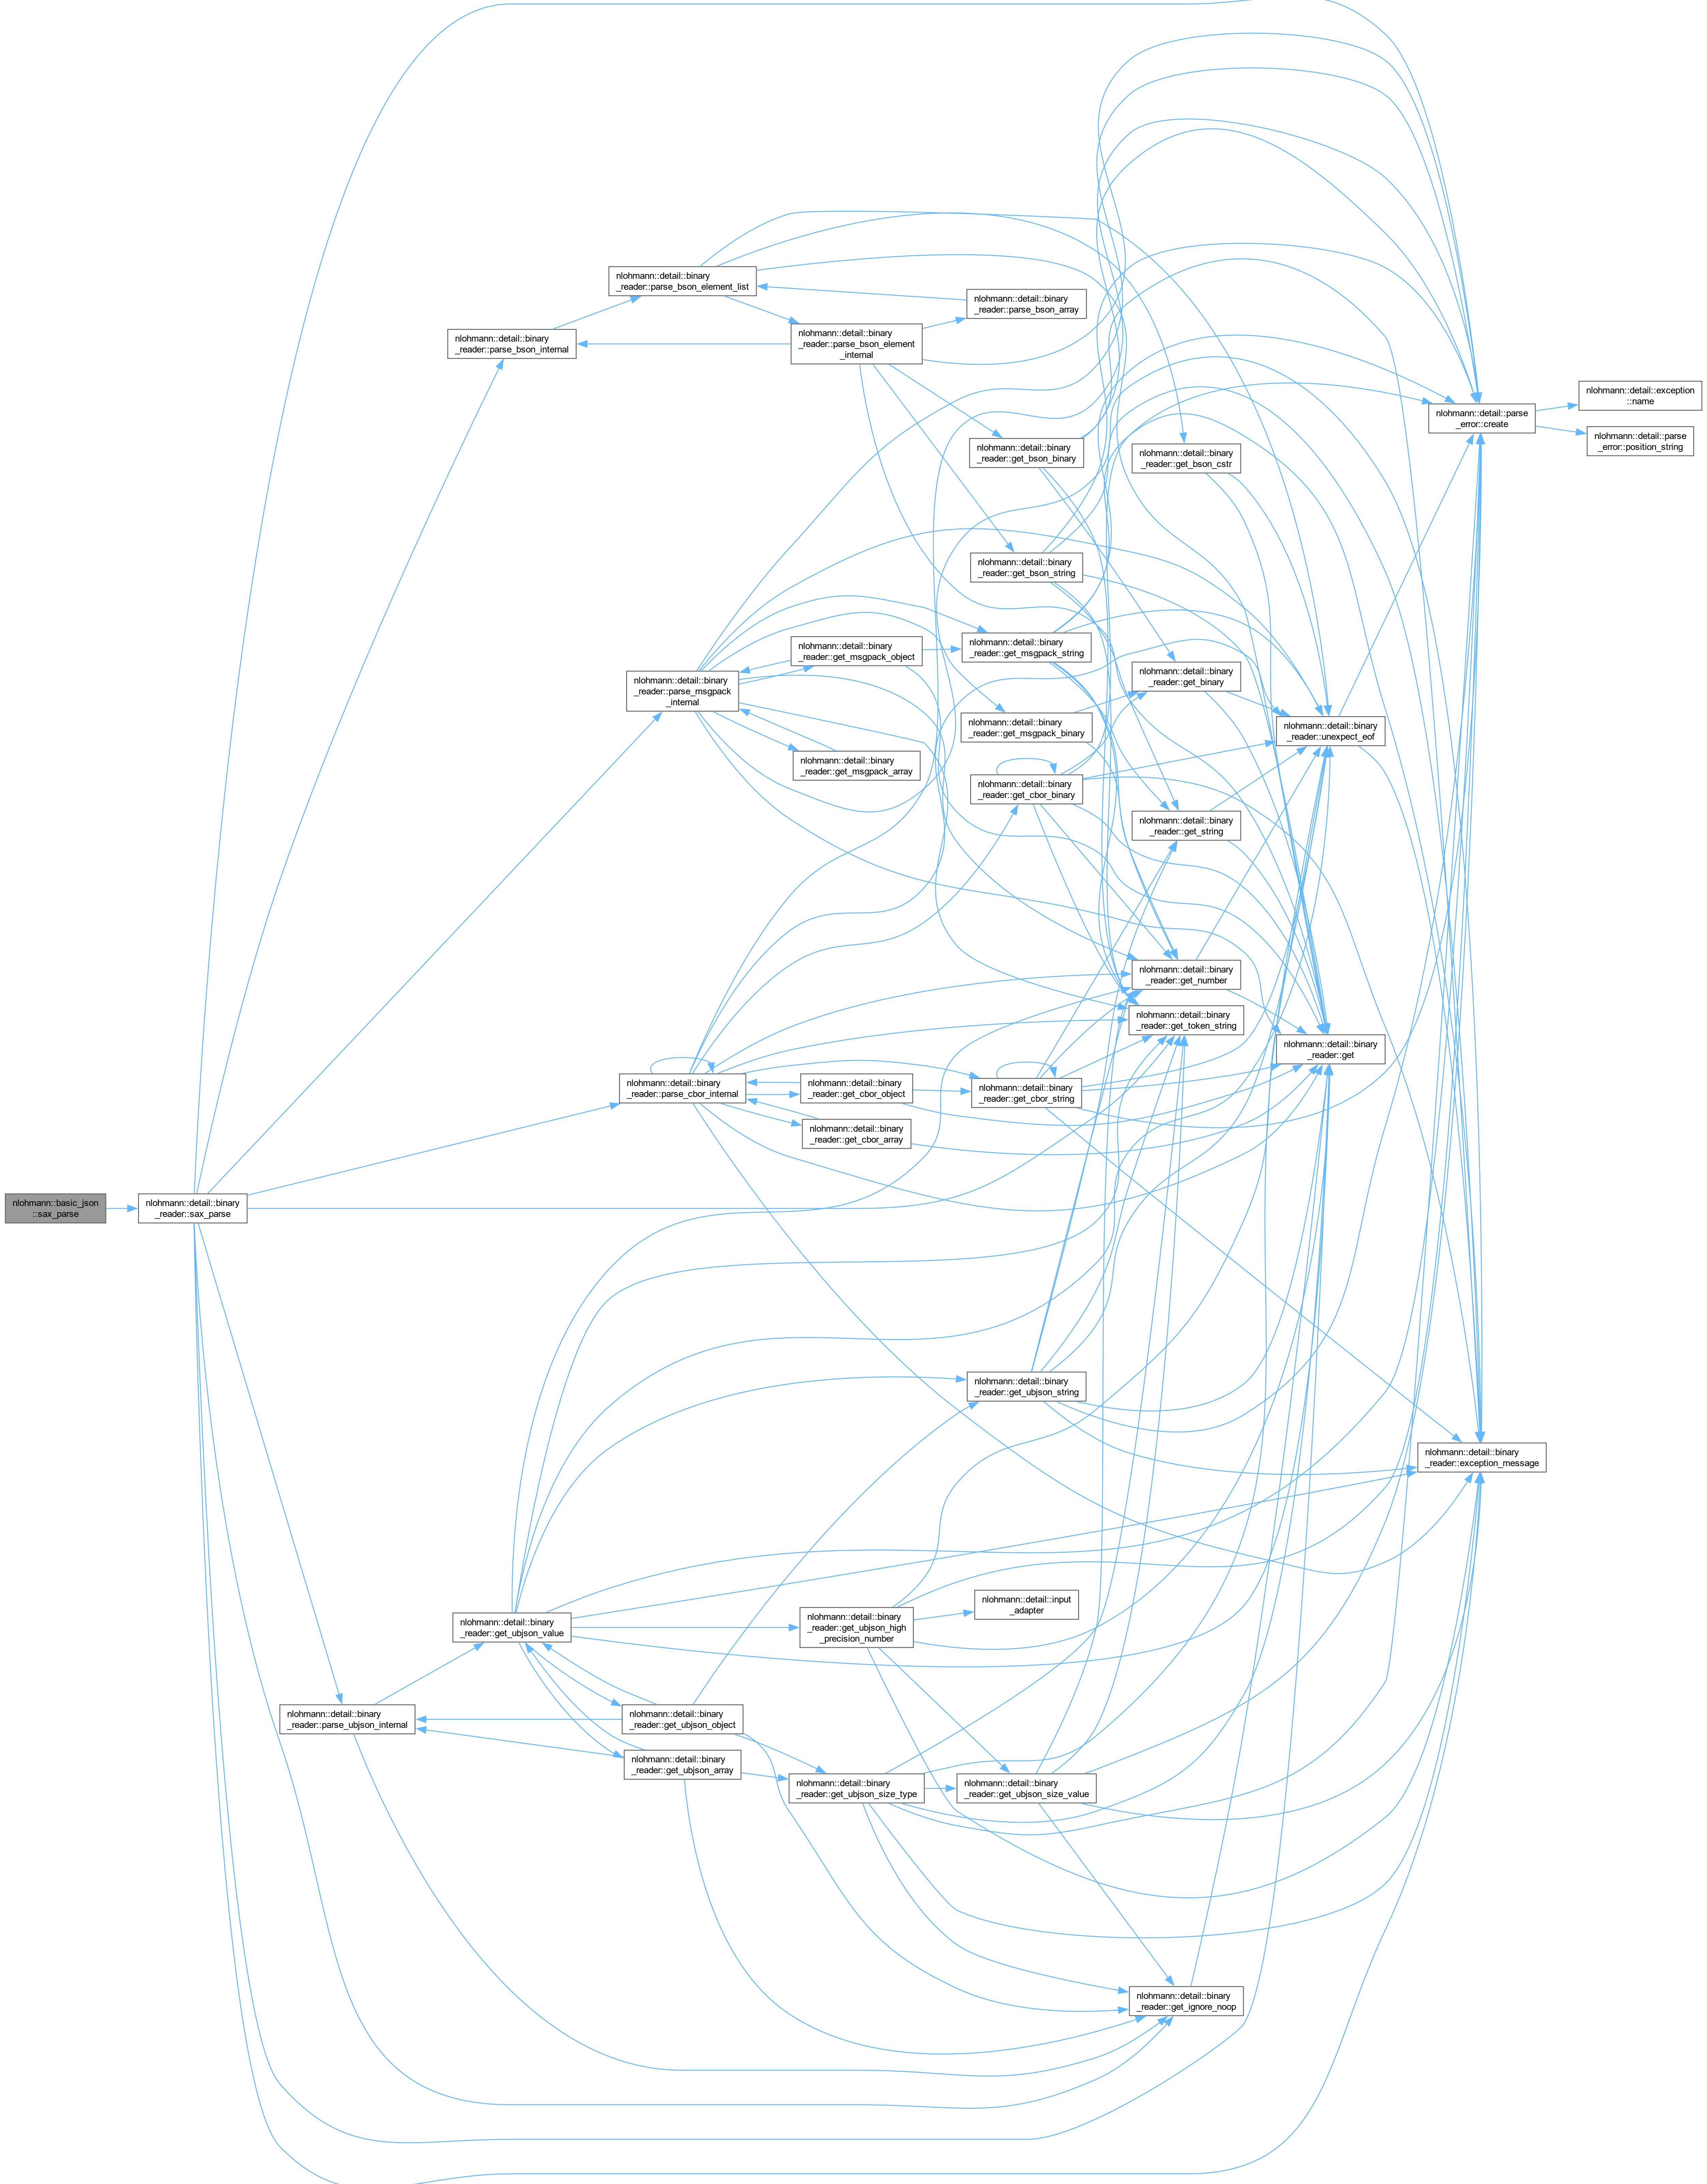 nlohmann::basic_json
::sax_parse
nlohmann::detail::binary
_reader::sax_parse
nlohmann::detail::binary
_reader::parse_bson_internal
nlohmann::detail::binary
_reader::parse_bson_element_list
nlohmann::detail::binary
_reader::parse_bson_element
_internal
nlohmann::detail::binary
_reader::parse_bson_array
nlohmann::detail::binary
_reader::get_bson_binary
nlohmann::detail::binary
_reader::get_bson_cstr
nlohmann::detail::parse
_error::create
nlohmann::detail::exception
::name
nlohmann::detail::parse
_error::position_string
nlohmann::detail::binary
_reader::get_bson_string
nlohmann::detail::binary
_reader::parse_msgpack
_internal
nlohmann::detail::binary
_reader::get_msgpack_object
nlohmann::detail::binary
_reader::get_msgpack_string
nlohmann::detail::binary
_reader::get_binary
nlohmann::detail::binary
_reader::get_msgpack_binary
nlohmann::detail::binary
_reader::unexpect_eof
nlohmann::detail::binary
_reader::get_msgpack_array
nlohmann::detail::binary
_reader::get_cbor_binary
nlohmann::detail::binary
_reader::get_string
nlohmann::detail::binary
_reader::get_number
nlohmann::detail::binary
_reader::get_token_string
nlohmann::detail::binary
_reader::get
nlohmann::detail::binary
_reader::parse_cbor_internal
nlohmann::detail::binary
_reader::get_cbor_object
nlohmann::detail::binary
_reader::get_cbor_string
nlohmann::detail::binary
_reader::get_cbor_array
nlohmann::detail::binary
_reader::get_ubjson_string
nlohmann::detail::binary
_reader::exception_message
nlohmann::detail::binary
_reader::get_ubjson_value
nlohmann::detail::binary
_reader::get_ubjson_high
_precision_number
nlohmann::detail::input
_adapter
nlohmann::detail::binary
_reader::parse_ubjson_internal
nlohmann::detail::binary
_reader::get_ubjson_object
nlohmann::detail::binary
_reader::get_ubjson_array
nlohmann::detail::binary
_reader::get_ubjson_size_type
nlohmann::detail::binary
_reader::get_ubjson_size_value
nlohmann::detail::binary
_reader::get_ignore_noop